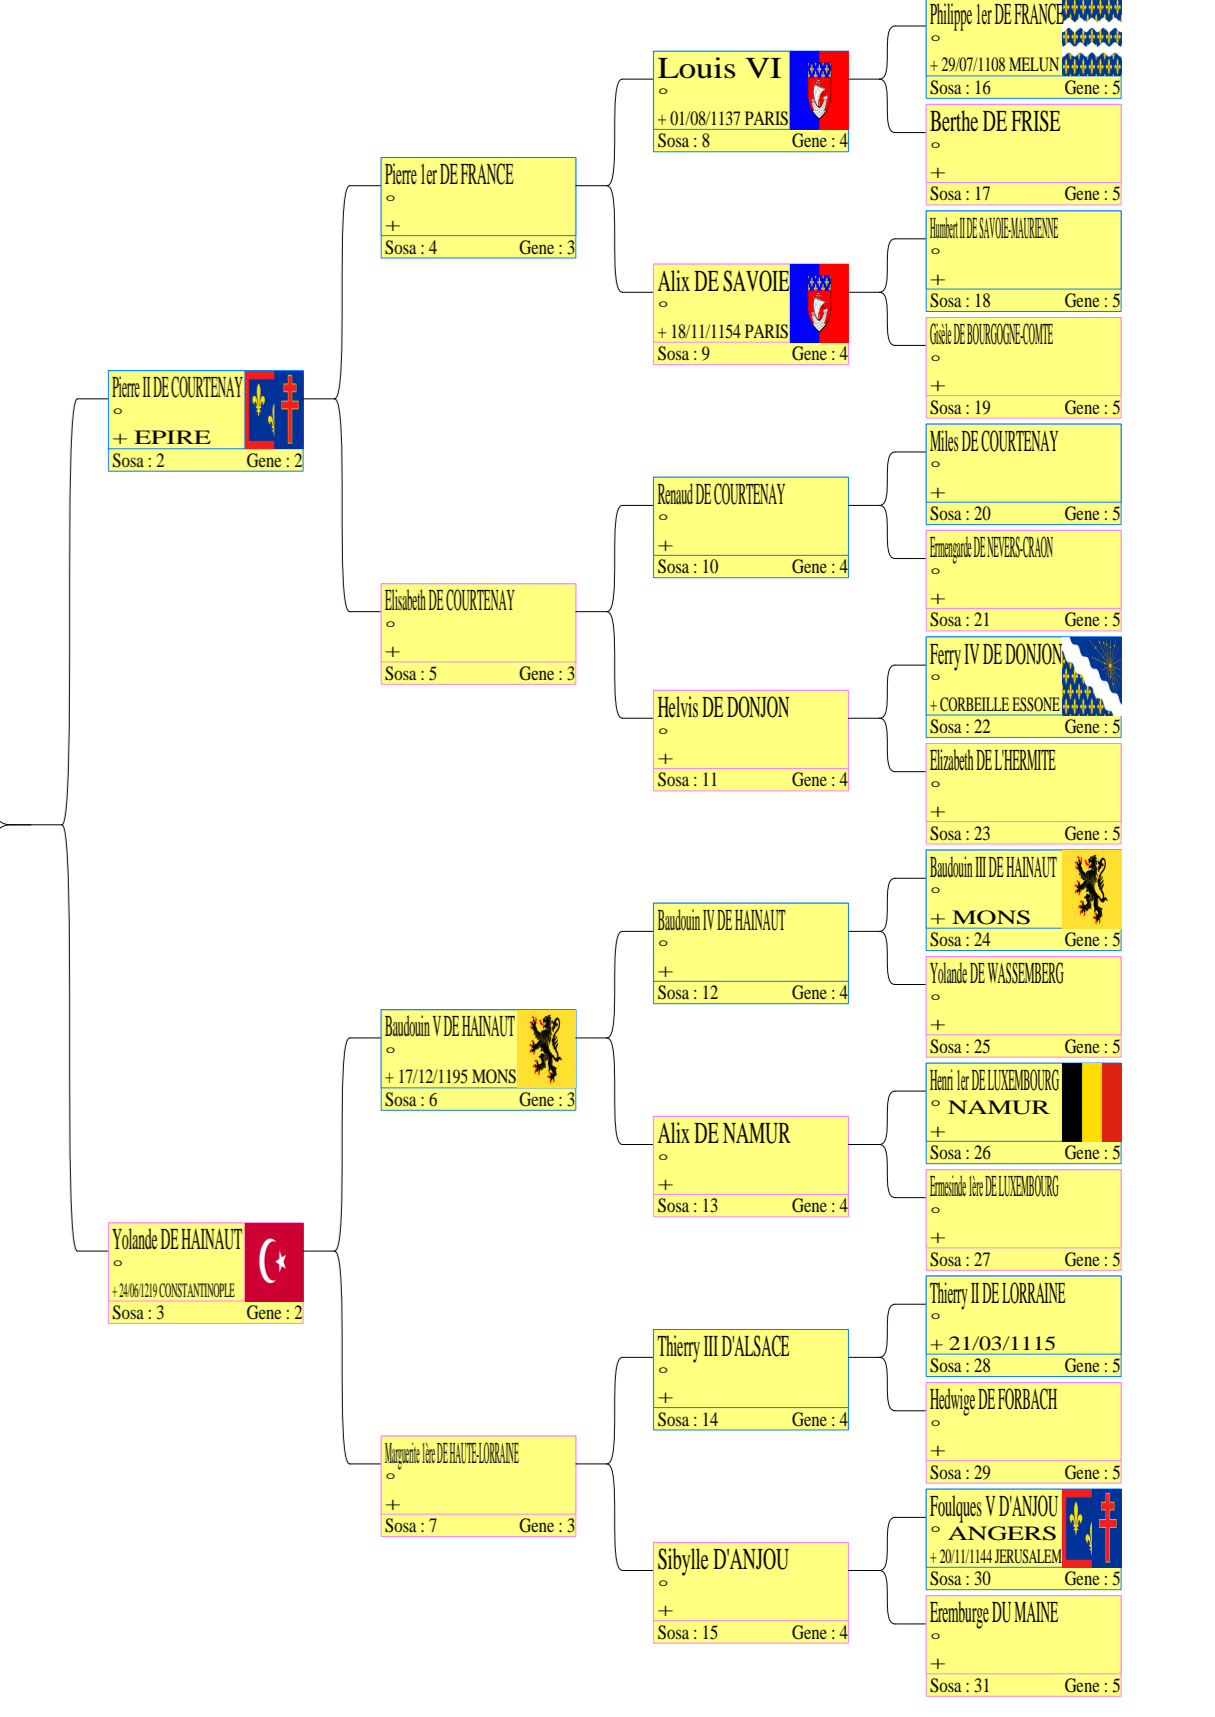 Philippe 1er DE FRANCE
°
+ 29/07/1108 MELUN
Sosa : 16 Gene : 5
Louis VI
°
+ 01/08/1137 PARIS
Sosa : 8 Gene : 4
Berthe DE FRISE
°
+
Sosa : 17 Gene : 5
Pierre 1er DE FRANCE
°
+
Sosa : 4 Gene : 3
Humbert II DE SAVOIE-MAURIENNE
°
+
Sosa : 18 Gene : 5
Alix DE SAVOIE
°
+ 18/11/1154 PARIS
Sosa : 9 Gene : 4
Gisèle DE BOURGOGNE-COMTE
°
+
Sosa : 19 Gene : 5
Pierre II DE COURTENAY
°
+ EPIRE
Sosa : 2 Gene : 2
Miles DE COURTENAY
°
+
Sosa : 20 Gene : 5
Renaud DE COURTENAY
°
+
Sosa : 10 Gene : 4
Ermengarde DE NEVERS-CRAON
°
+
Sosa : 21 Gene : 5
Elisabeth DE COURTENAY
°
+
Sosa : 5 Gene : 3
Ferry IV DE DONJON
°
+ CORBEILLE ESSONE
Sosa : 22 Gene : 5
Helvis DE DONJON
°
+
Sosa : 11 Gene : 4
Elizabeth DE L'HERMITE
°
+
Sosa : 23 Gene : 5
Baudouin III DE HAINAUT
°
+ MONS
Sosa : 24 Gene : 5
Baudouin IV DE HAINAUT
°
+
Sosa : 12 Gene : 4
Yolande DE WASSEMBERG
°
+
Sosa : 25 Gene : 5
Baudouin V DE HAINAUT
°
+ 17/12/1195 MONS
Sosa : 6 Gene : 3
Henri 1er DE LUXEMBOURG
° NAMUR
+
Sosa : 26 Gene : 5
Alix DE NAMUR
°
+
Sosa : 13 Gene : 4
Ermesinde 1ère DE LUXEMBOURG
°
+
Sosa : 27 Gene : 5
Yolande DE HAINAUT
°
+ 24/06/1219 CONSTANTINOPLE
Sosa : 3 Gene : 2
Thierry II DE LORRAINE
°
+ 21/03/1115
Sosa : 28 Gene : 5
Thierry III D'ALSACE
°
+
Sosa : 14 Gene : 4
Hedwige DE FORBACH
°
+
Sosa : 29 Gene : 5
Marguerite 1ère DE HAUTE-LORRAINE
°
+
Sosa : 7 Gene : 3
Foulques V D'ANJOU
° ANGERS
+ 20/11/1144 JERUSALEM
Sosa : 30 Gene : 5
Sibylle D'ANJOU
°
+
Sosa : 15 Gene : 4
Eremburge DU MAINE
°
+
Sosa : 31 Gene : 5